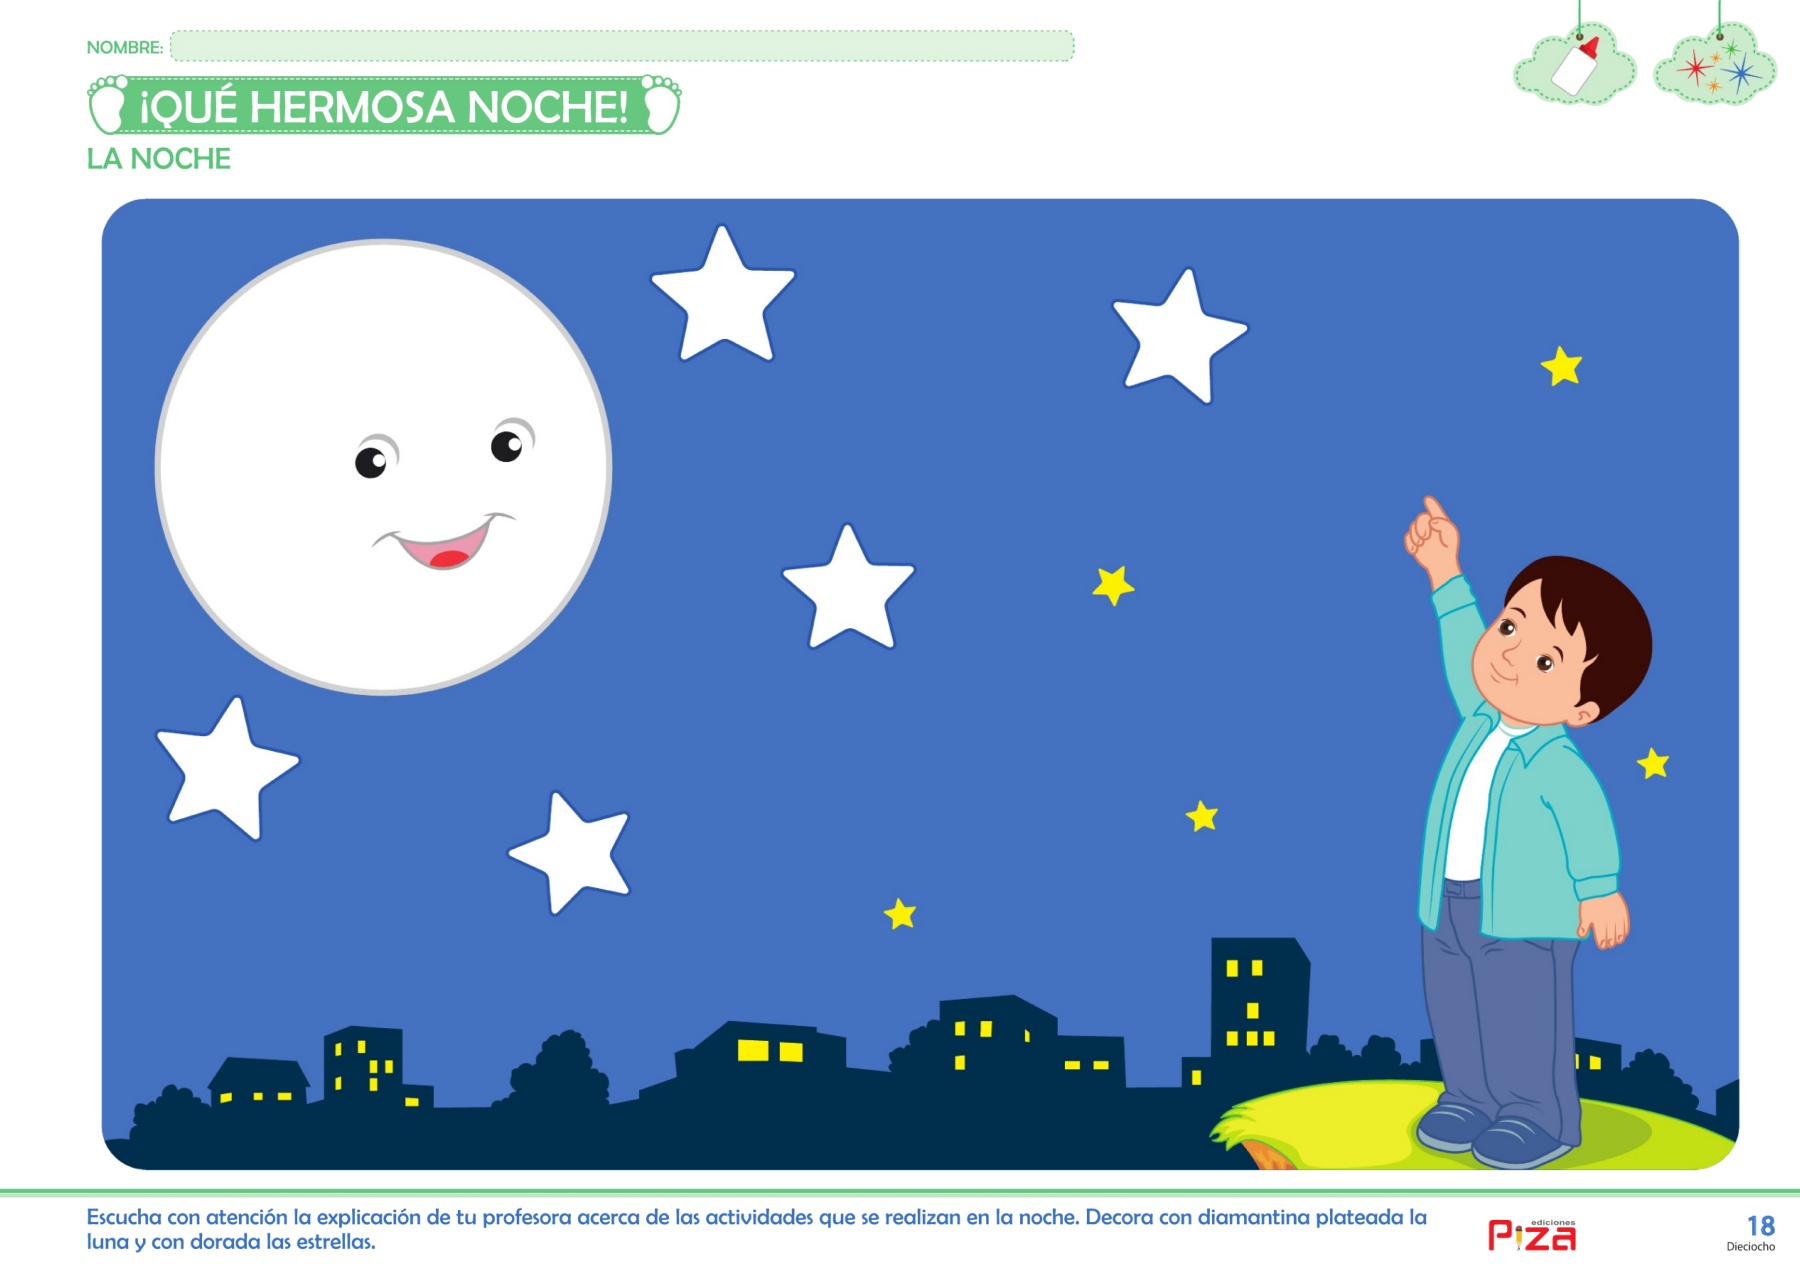 NOMBRE:
¡QUÉ HERMOSA NOCHE!
LA NOCHE
Escucha con atención la explicación de tu profesora acerca de las actividades que se realizan en la noche. Decora con diamantina plateada la
luna y con dorada las estrellas.
ediciones
Piza
18
Dieciocho